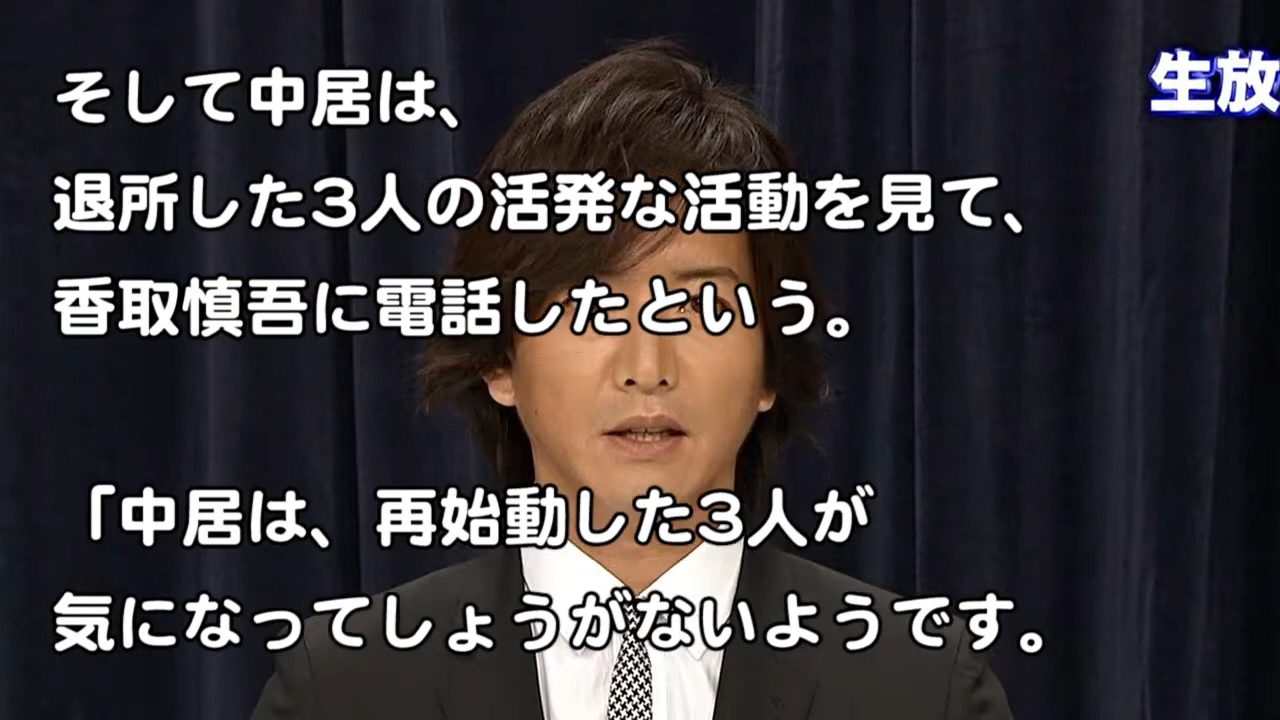 そして中居は、
生放
退所した3人の活発な活動を見て、
香取慎吾に電話したという。
「中居は、再始動した3人が
気になってしょうがないようです。